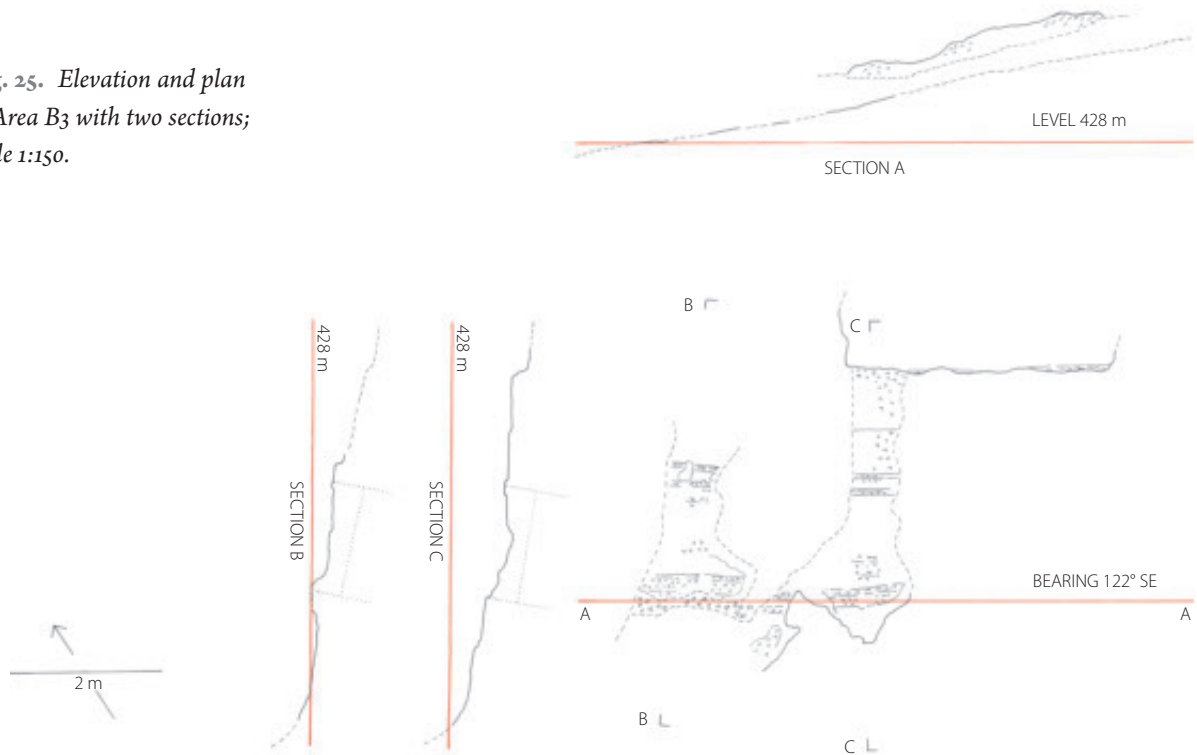 25. Elevation and plan
Area B3 with two sections;
1:150.
LEVEL 428 m
SECTION A
B
C
428 m
428 m
SECTION B
SECTION C
BEARING 122° SE
A
A
2 m
B
C